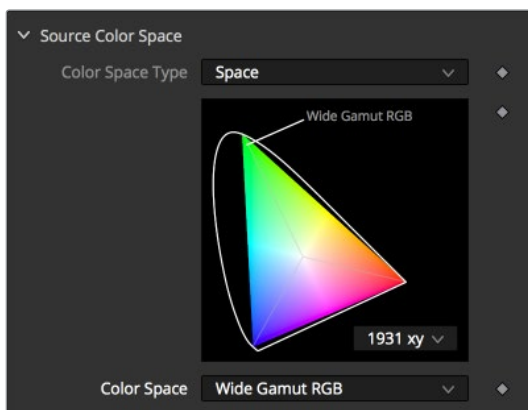 Source Color Space
Color Space Type Space
Wide Gamut RGB
1931 xy
Color Space Wide Gamut RGB